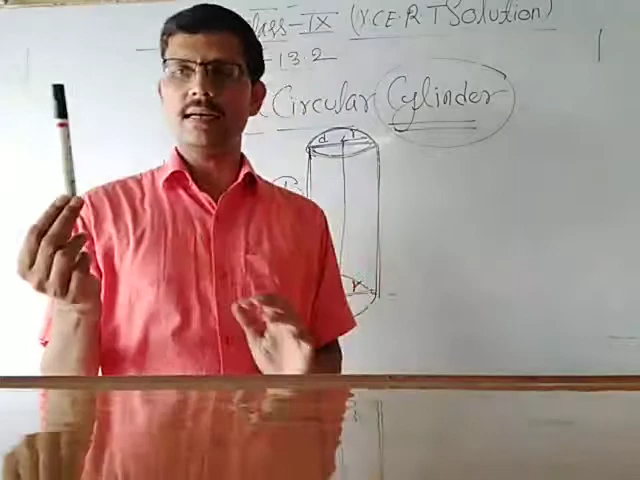 Class-IX (N.C.E.R.T Solution)
13.2
Circular Cylinder
d r
r